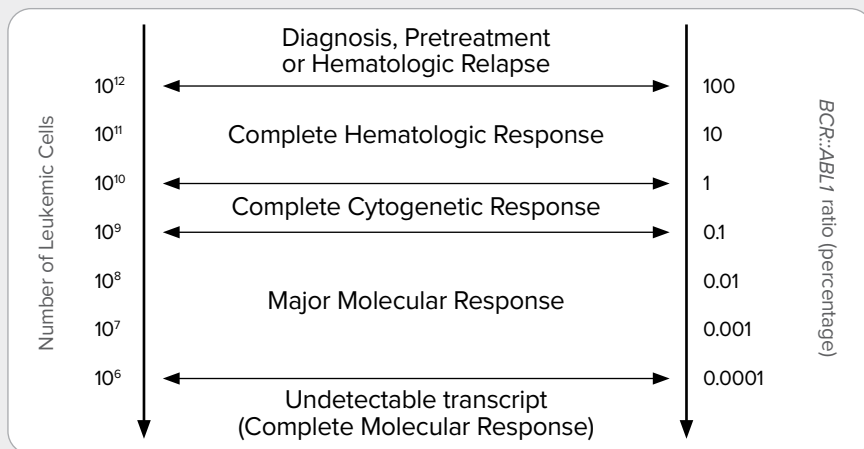 Diagnosis, Pretreatment
or Hematologic Relapse
10¹² 100
10¹¹ Complete Hematologic Response 10
10¹⁰ 1
Complete Cytogenetic Response
10⁹ 0.1
10⁸ 0.01
Major Molecular Response
10⁷ 0.001
10⁶ 0.0001
Undetectable transcript
(Complete Molecular Response)
Number of Leukemic Cells
BCR::ABL1 ratio (percentage)